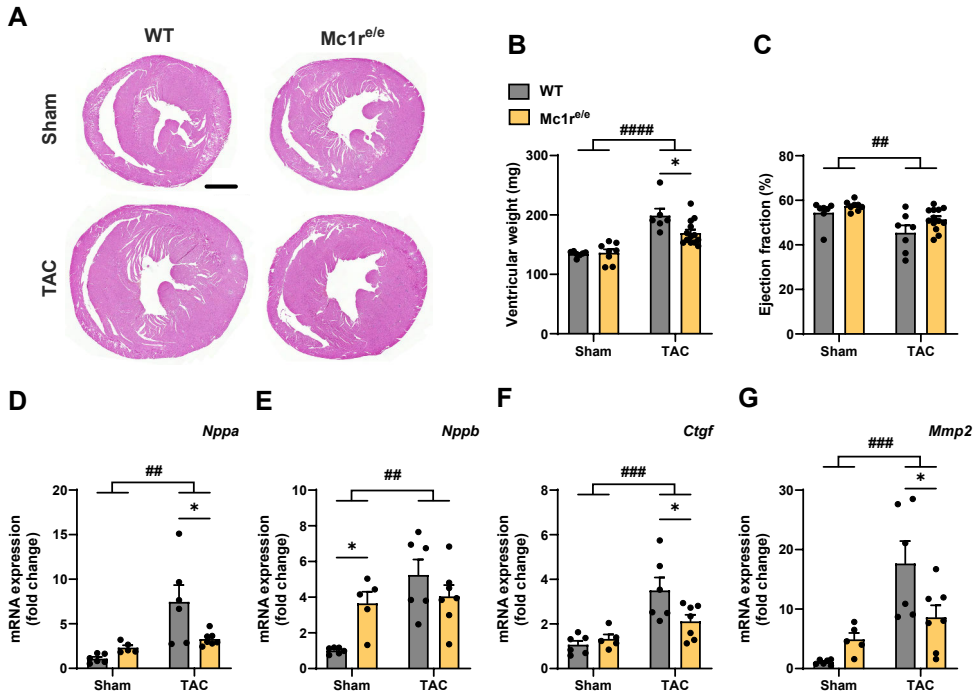 A
WT
Mc1re/e
Sham
TAC
B
WT
Mc1re/e
####
*
Ventricular weight (mg)
300
200
100
0
Sham
TAC
C
##
Ejection fraction (%)
80
60
40
20
0
Sham
TAC
D
Nppa
##
*
mRNA expression
(fold change)
20
15
10
5
0
Sham
TAC
E
Nppb
##
*
mRNA expression
(fold change)
10
8
6
4
2
0
Sham
TAC
F
Ctgf
###
*
mRNA expression
(fold change)
8
6
4
2
0
Sham
TAC
G
Mmp2
###
*
mRNA expression
(fold change)
30
20
10
0
Sham
TAC